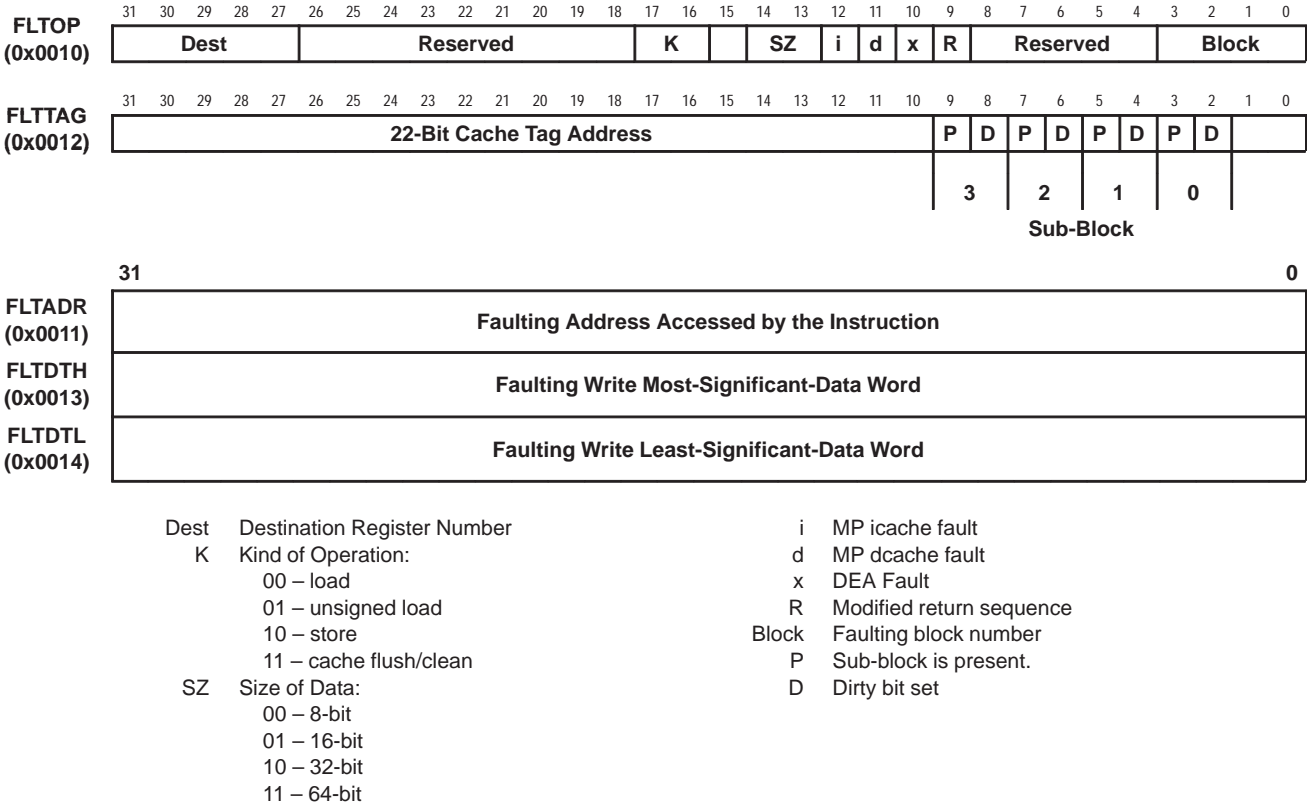 31 30 29 28 27 26 25 24 23 22 21 20 19 18 17 16 15 14 13 12 11 10 9 8 7 6 5 4 3 2 1 0
FLTOP
(0x0010)
Dest Reserved K SZ i d x R Reserved Block
31 30 29 28 27 26 25 24 23 22 21 20 19 18 17 16 15 14 13 12 11 10 9 8 7 6 5 4 3 2 1 0
FLTTAG
(0x0012)
22-Bit Cache Tag Address P D P D P D P D
3 2 1 0
Sub-Block
31 0
FLTADR
(0x0011)
Faulting Address Accessed by the Instruction
FLTDTH
(0x0013)
Faulting Write Most-Significant-Data Word
FLTDTL
(0x0014)
Faulting Write Least-Significant-Data Word
Dest Destination Register Number
K Kind of Operation:
00 – load
01 – unsigned load
10 – store
11 – cache flush/clean
SZ Size of Data:
00 – 8-bit
01 – 16-bit
10 – 32-bit
11 – 64-bit
i MP icache fault
d MP dcache fault
x DEA Fault
R Modified return sequence
Block Faulting block number
P Sub-block is present.
D Dirty bit set